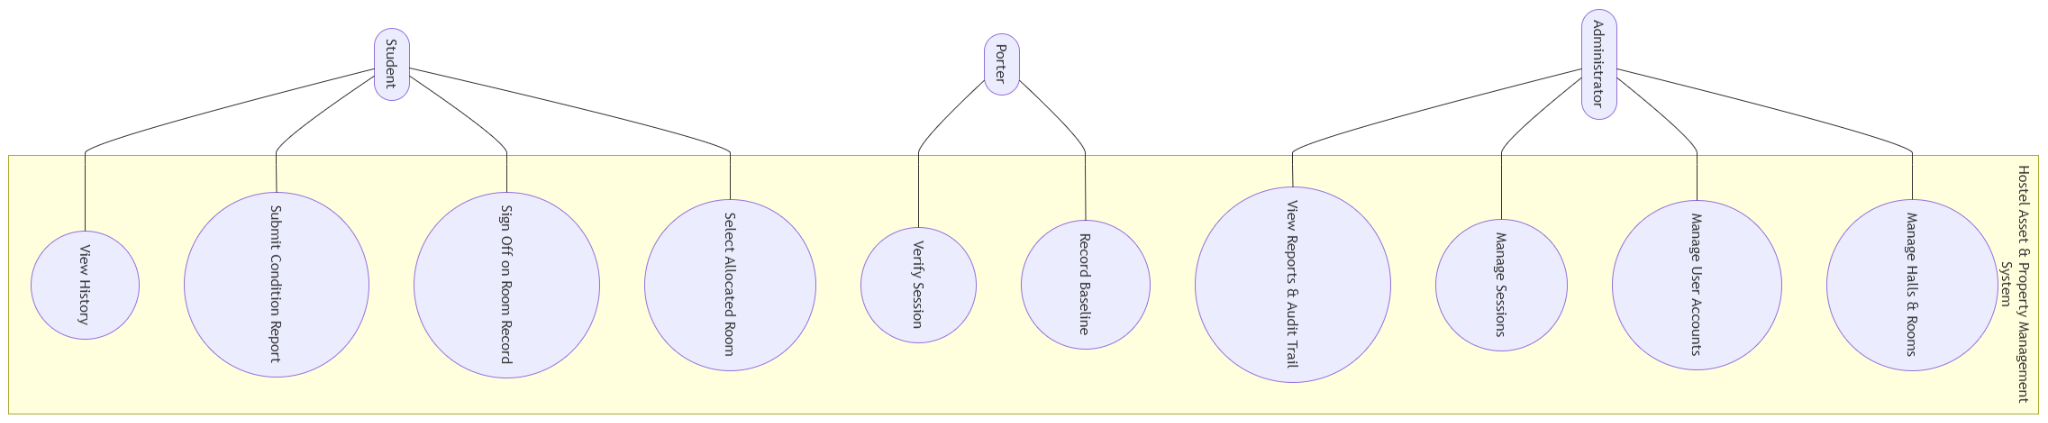 Student
Porter
Administrator
Hostel Asset & Property Management
System
View History
Submit Condition Report
Sign Off on Room Record
Select Allocated Room
Verify Session
Record Baseline
View Reports & Audit Trail
Manage Sessions
Manage User Accounts
Manage Halls & Rooms